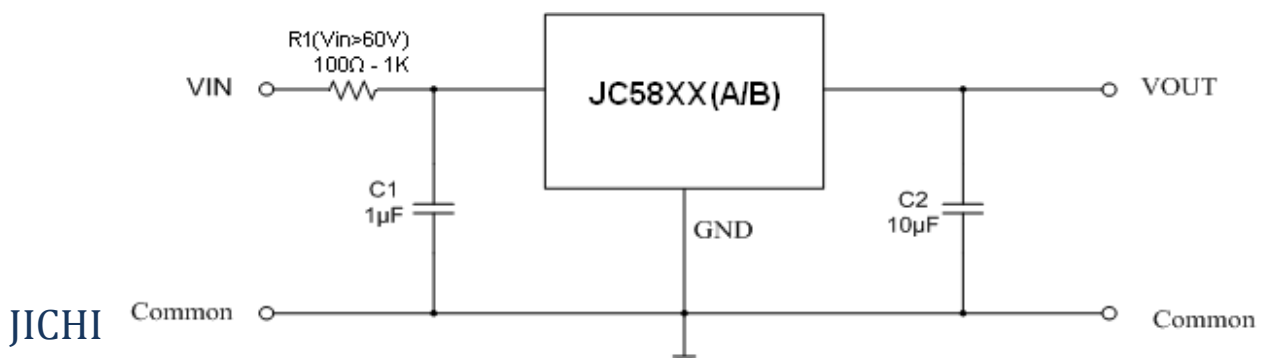 R1(Vin>60V)
100Ω - 1K
VIN
JC58XX(A/B)
VOUT
C1
1µF
C2
10µF
GND
JICHI
Common
Common